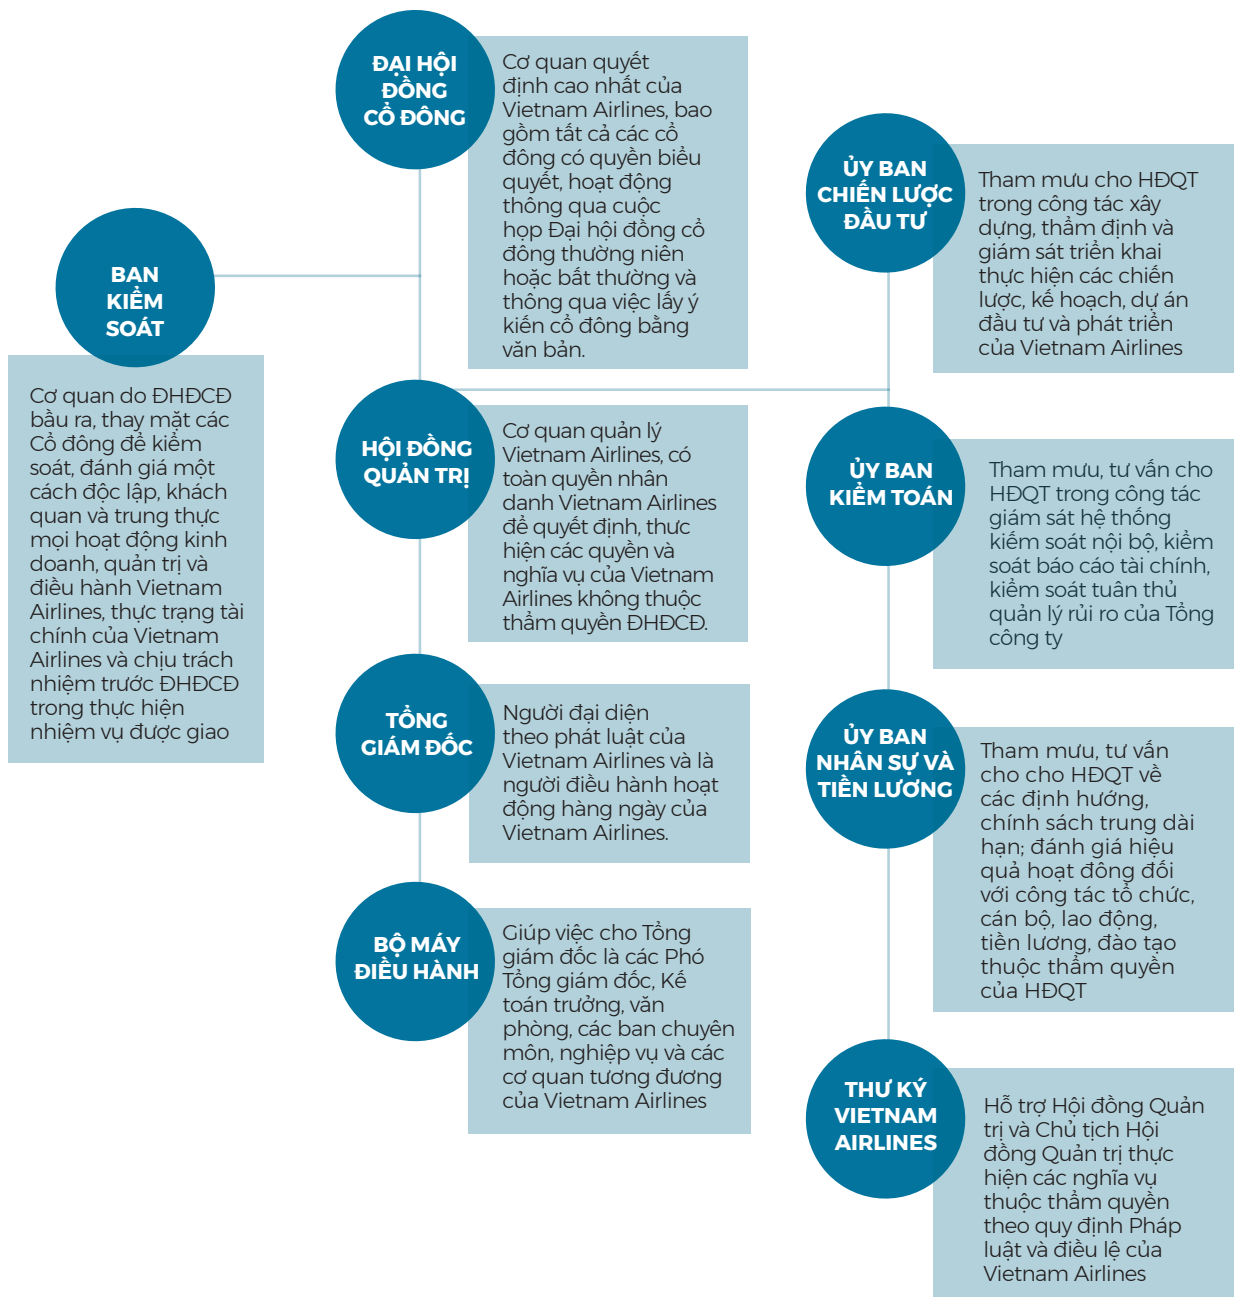 ĐẠI HỘI
ĐỒNG
CỔ ĐÔNG
Cơ quan quyết
định cao nhất của
Vietnam Airlines, bao
gồm tất cả các cổ
đông có quyền biểu
quyết, hoạt động
thông qua cuộc
họp Đại hội đồng cổ
đông thường niên
hoặc bất thường và
thông qua việc lấy ý
kiến cổ đông bằng
văn bản.
BAN
KIỂM
SOÁT
Cơ quan do ĐHĐCĐ
bầu ra, thay mặt các
Cổ đông để kiểm
soát, đánh giá một
cách độc lập, khách
quan và trung thực
mọi hoạt động kinh
doanh, quản trị và
điều hành Vietnam
Airlines, thực trạng tài
chính của Vietnam
Airlines và chịu trách
nhiệm trước ĐHĐCĐ
trong thực hiện
nhiệm vụ được giao
HỘI ĐỒNG
QUẢN TRỊ
Cơ quan quản lý
Vietnam Airlines, có
toàn quyền nhân
danh Vietnam Airlines
để quyết định, thưc
hiện các quyền và
nghĩa vụ của Vietnam
Airlines không thuộc
thẩm quyền ĐHĐCĐ.
TỔNG
GIÁM ĐỐC
Người đại diện
theo phát luật của
Vietnam Airlines và là
người điều hành hoạt
động hàng ngày của
Vietnam Airlines.
BỘ MÁY
ĐIỀU HÀNH
Giúp việc cho Tổng
giám đốc là các Phó
Tổng giám đốc, Kế
toán trưởng, văn
phòng, các ban chuyên
môn, nghiệp vụ và các
cơ quan tương đương
của Vietnam Airlines
ỦY BAN
CHIẾN LƯỢC
ĐẦU TƯ
Tham mưu cho HĐQT
trong công tác xây
dựng, thẩm định và
giám sát triển khai
thực hiện các chiến
lược, kế hoạch, dự án
đầu tư và phát triển
của Vietnam Airlines
ỦY BAN
KIỂM TOÁN
Tham mưu, tư vấn cho
HĐQT trong công tác
giám sát hệ thống
kiếm soát nội bộ, kiểm
soát báo cáo tài chính,
kiểm soát tuân thủ
quản lý rủi ro của Tổng
công ty
ỦY BAN
NHÂN SỰ VÀ
TIỀN LƯƠNG
Tham mưu, tư vấn
cho cho HĐQT về
các định hướng,
chính sách trung dài
hạn; đánh giá hiệu
quả hoạt đông đối
với công tác tổ chức,
cán bộ, lao động,
tiền lương, đào tạo
thuộc thẩm quyền
của HĐQT
THƯ KÝ
VIETNAM
AIRLINES
Hỗ trợ Hội đồng Quản
trị và Chủ tịch Hội
đồng Quản trị thực
hiện các nghĩa vụ
thuộc thẩm quyền
theo quy định Pháp
luật và điều lệ của
Vietnam Airlines